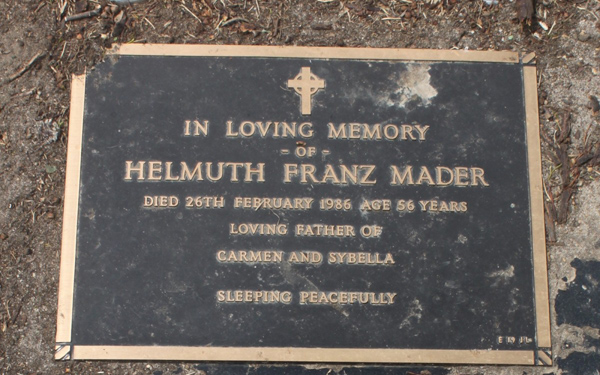 IN LOVING MEMORY
- OF -
HELMUTH FRANZ MADER
DIED 26TH FEBRUARY 1986 AGE 56 YEARS
LOVING FATHER OF
CARMEN AND SYBELLA
SLEEPING PEACEFULLY